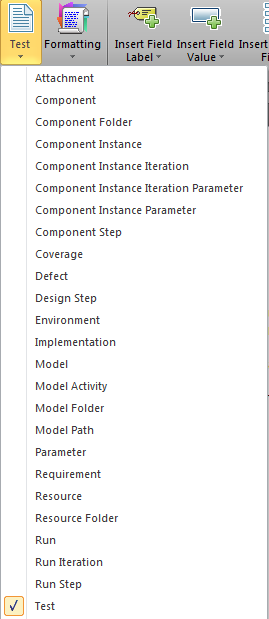 Test
Formatting
Insert Field
Label
Insert Field
Value
Insert
Fi
Attachment
Component
Component Folder
Component Instance
Component Instance Iteration
Component Instance Iteration Parameter
Component Instance Parameter
Component Step
Coverage
Defect
Design Step
Environment
Implementation
Model
Model Activity
Model Folder
Model Path
Parameter
Requirement
Resource
Resource Folder
Run
Run Iteration
Run Step
Test